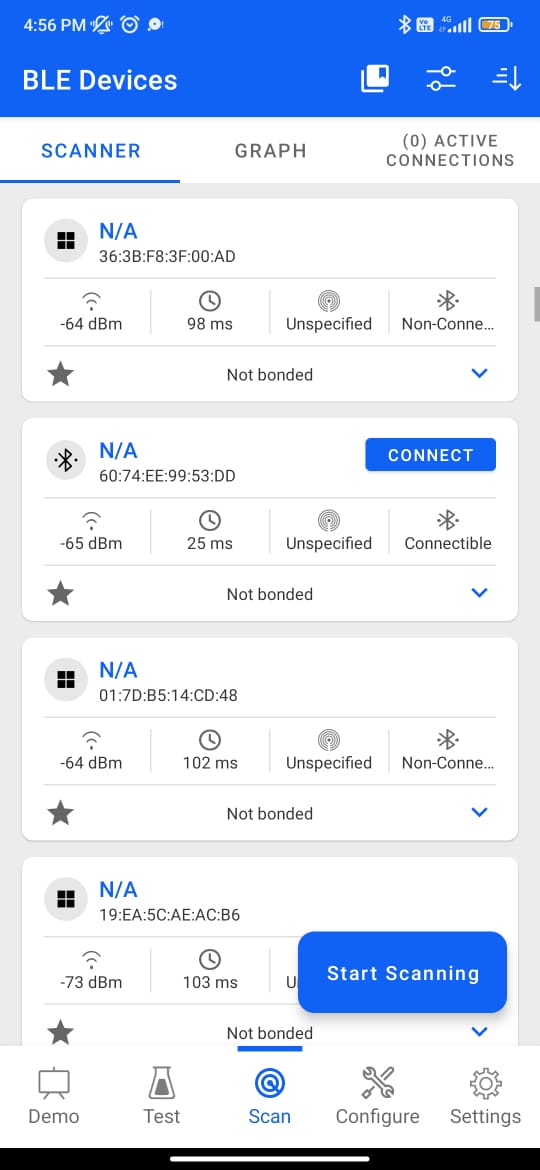 4:56 PM
Vo LTE
4G
75
BLE Devices
SCANNER
GRAPH
(0) ACTIVE
CONNECTIONS
N/A
36:3B:F8:3F:00:AD
-64 dBm
98 ms
Unspecified
Non-Conne...
Not bonded
N/A
CONNECT
60:74:EE:99:53:DD
-65 dBm
25 ms
Unspecified
Connectible
Not bonded
N/A
01:7D:B5:14:CD:48
-64 dBm
102 ms
Unspecified
Non-Conne...
Not bonded
N/A
19:EA:5C:AE:AC:B6
-73 dBm
103 ms
Start Scanning
Not bonded
Demo
Test
Scan
Configure
Settings